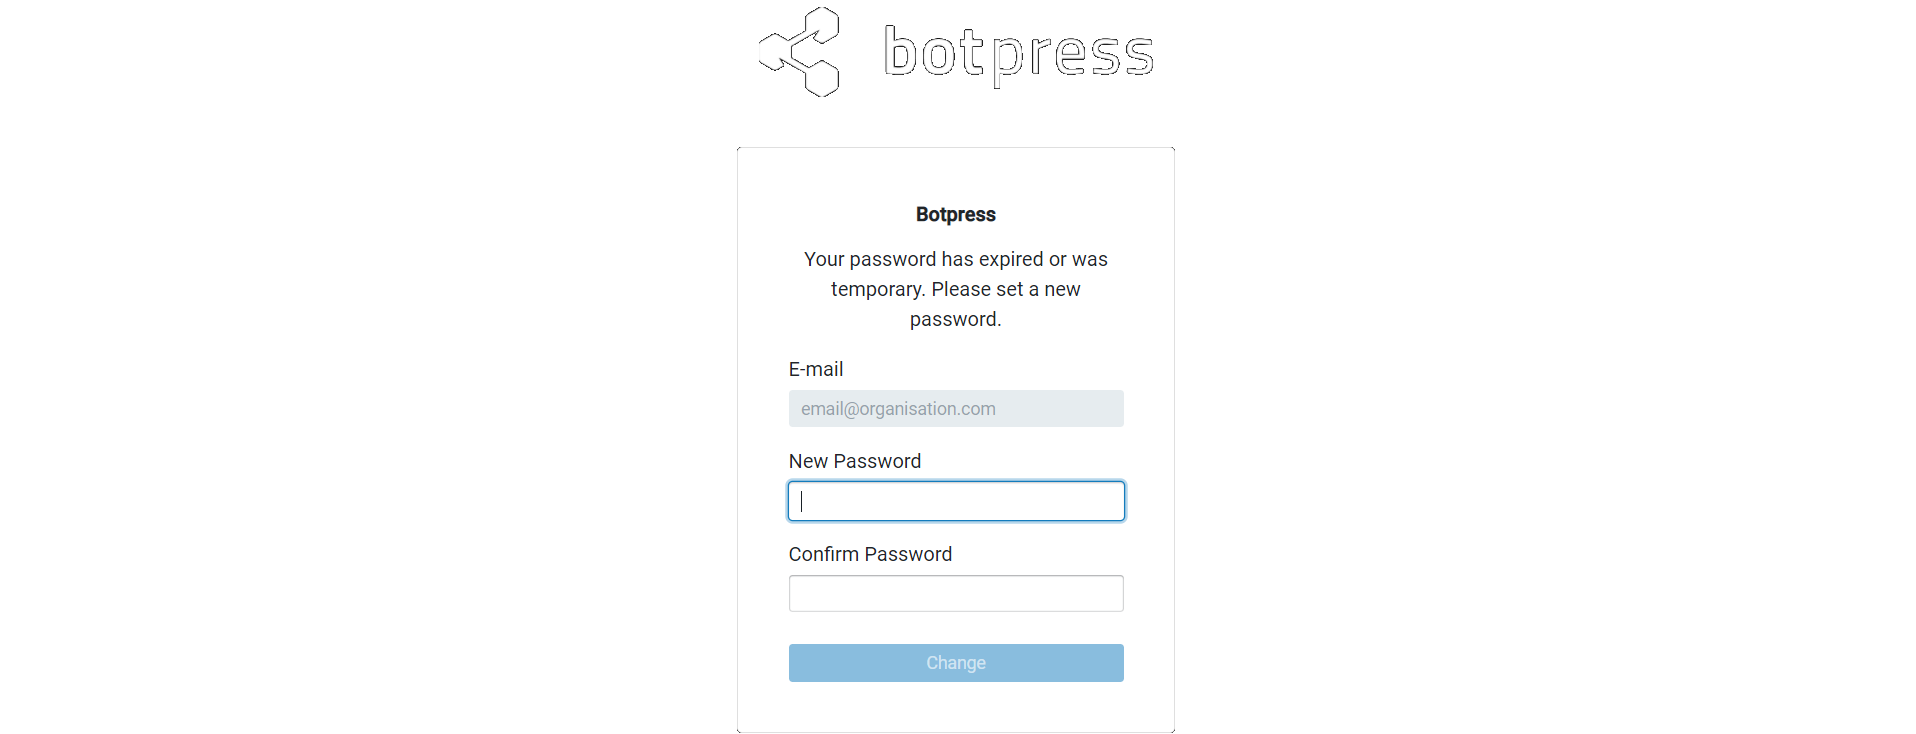 botpress
Botpress
Your password has expired or was
temporary. Please set a new
password.
E-mail
email@organisation.com
New Password
Confirm Password
Change